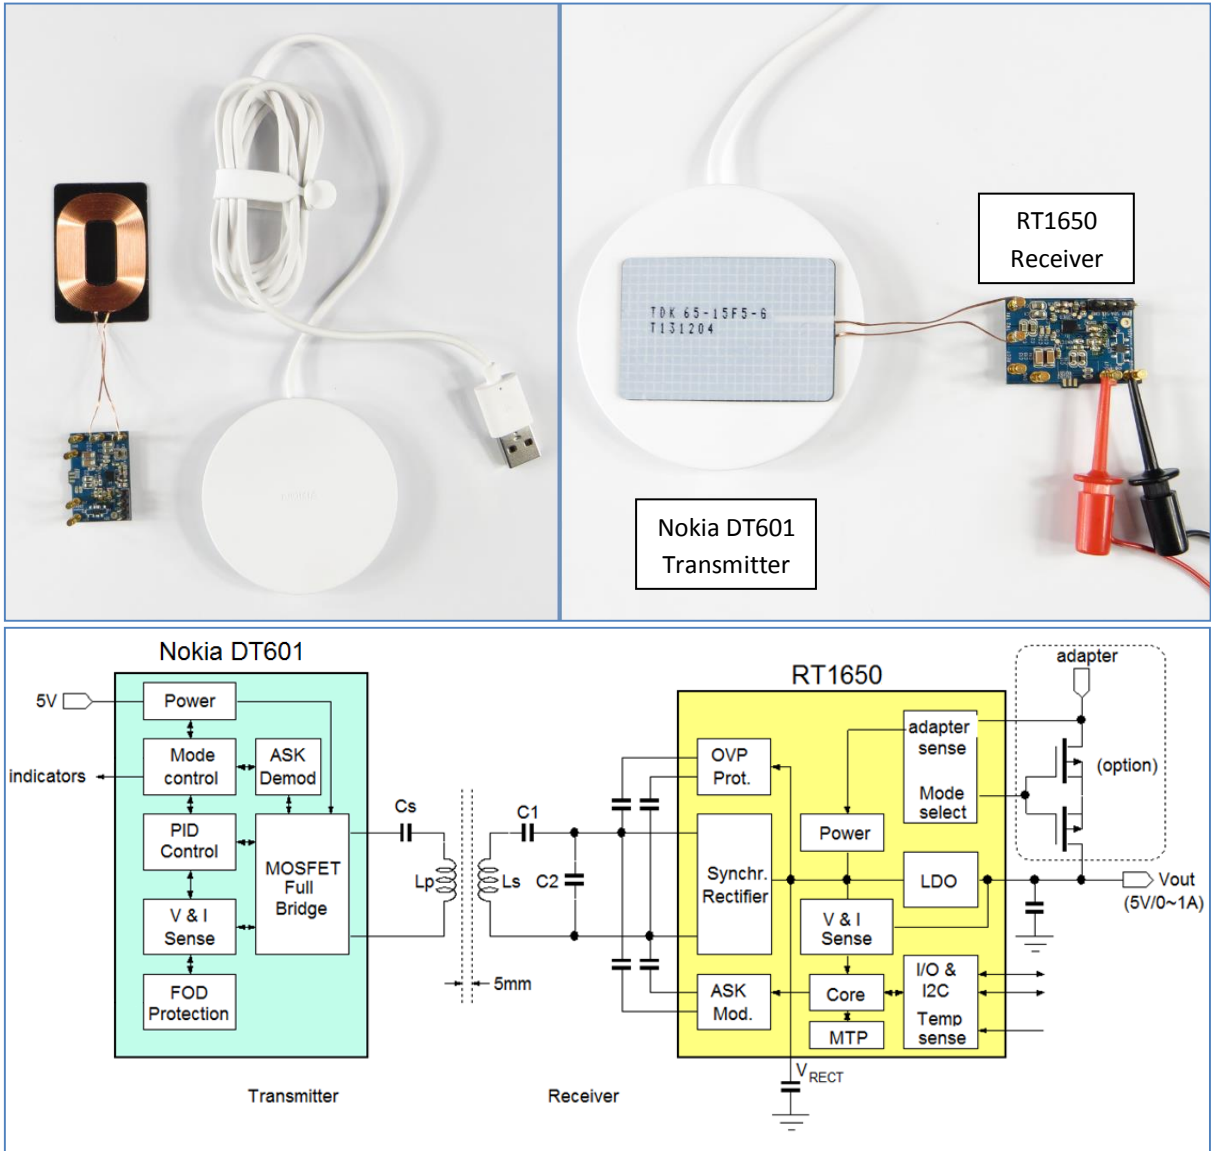 RT1650
Receiver
TDK 65-15F5-G
T131204
Nokia DT601
Transmitter
Nokia DT601
5V
Power
Mode
control
ASK
Demod
indicators
PID
Control
MOSFET
Full
Bridge
V & I
Sense
FOD
Protection
Cs
Lp
Ls
C1
C2
5mm
Transmitter
Receiver
RT1650
OVP
Prot.
Synchr.
Rectifier
ASK
Mod.
adapter
sense
Mode
select
Power
LDO
V & I
Sense
Core
MTP
I/O &
I2C
Temp
sense
VRECT
adapter
(option)
Vout
(5V/0~1A)